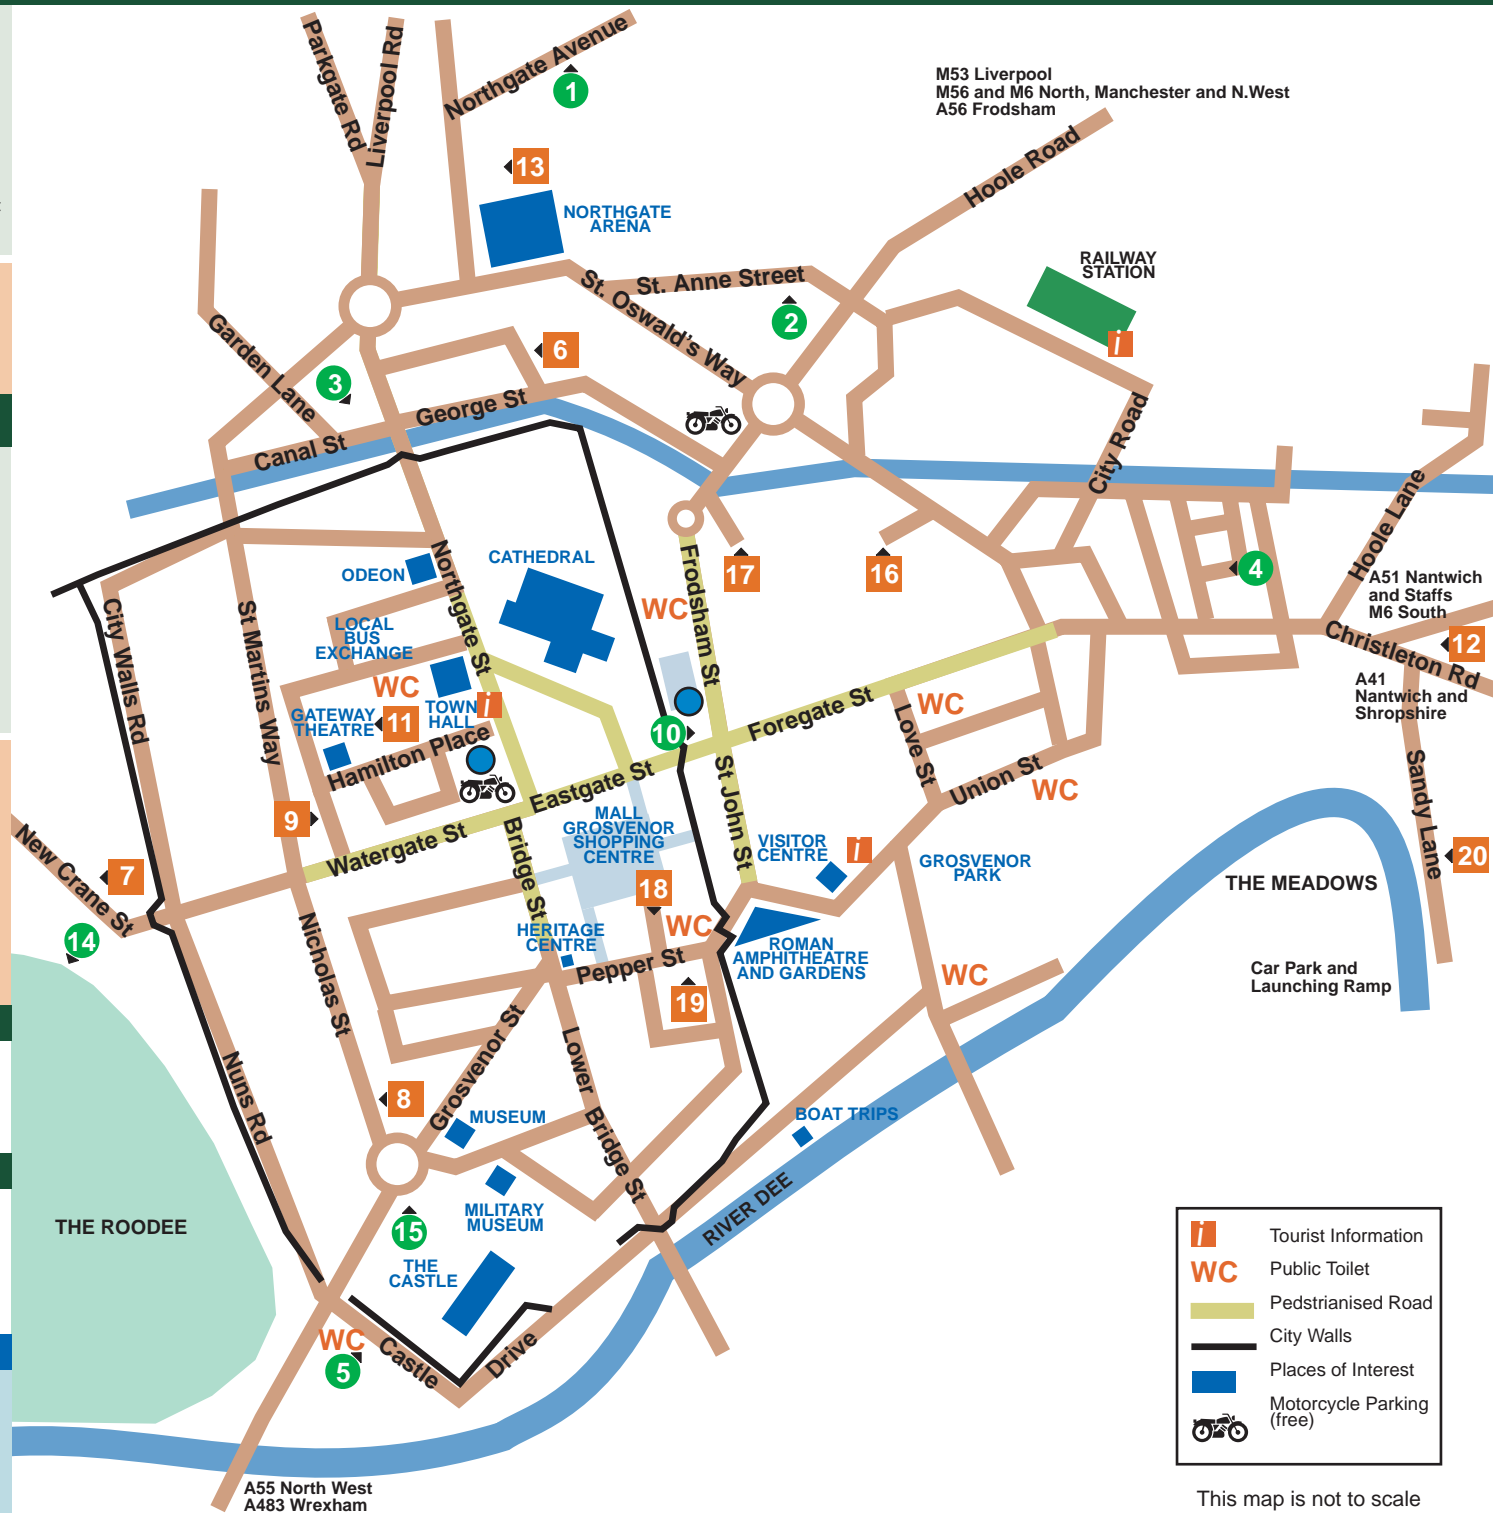 Parkgate Rd
Liverpool Rd
Northgate Avenue
1
M53 Liverpool
M56 and M6 North, Manchester and N.West
A56 Frodsham
Hoole Road
13
NORTHGATE
ARENA
RAILWAY
STATION
i
St. Anne Street
St. Oswald's Way
2
Garden Lane
3
6
George St
Canal St
City Road
Hoole Lane
4
17
16
A51 Nantwich
and Staffs
M6 South
Christleton Rd
12
A41
Nantwich and
Shropshire
Sandy Lane
20
CATHEDRAL
ODEON
Northgate St
WC
Frodsham St
City Walls Rd
St Martins Way
LOCAL
BUS
EXCHANGE
WC
TOWN
HALL
i
GATEWAY
THEATRE
11
Hamilton Place
10
Foregate St
WC
Love St
Union St
WC
Eastgate St
St John St
9
Watergate St
Bridge St
MALL
GROSVENOR
SHOPPING
CENTRE
VISITOR
CENTRE
i
GROSVENOR
PARK
THE MEADOWS
New Crane St
7
14
18
WC
HERITAGE
CENTRE
Pepper St
ROMAN
AMPHITHEATRE
AND GARDENS
WC
Car Park and
Launching Ramp
Nicholas St
19
Grosvenor St
Lower Bridge St
Nuns Rd
8
MUSEUM
BOAT TRIPS
MILITARY
MUSEUM
RIVER DEE
THE ROODEE
15
THE
CASTLE
WC
5
Castle Drive
A55 North West
A483 Wrexham
i Tourist Information
WC Public Toilet
Pedstrianised Road
City Walls
Places of Interest
Motorcycle Parking
(free)
This map is not to scale